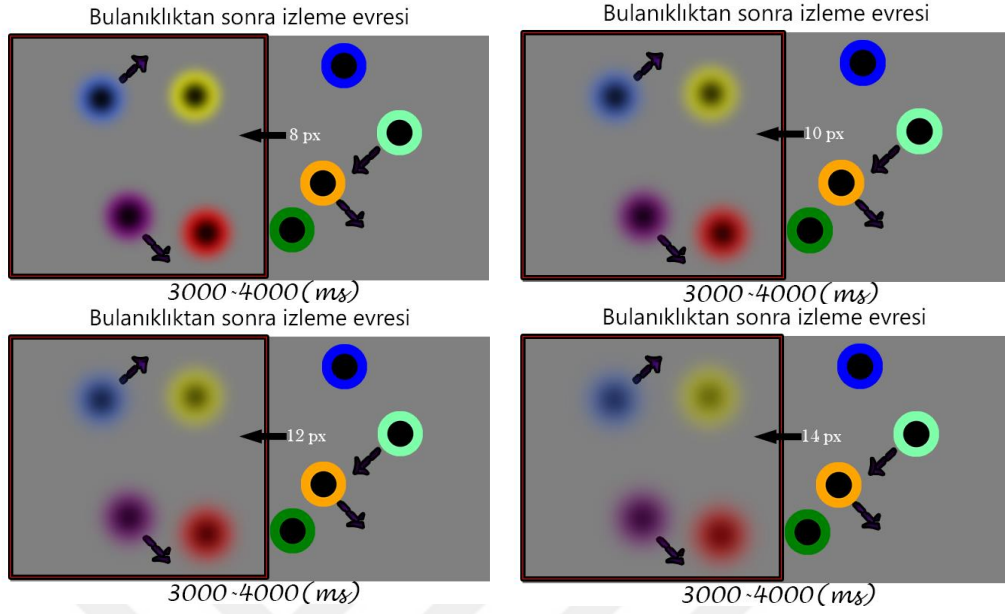 Bulanıklıktan sonra izleme evresi
8 px
3000-4000(ms)
Bulanıklıktan sonra izleme evresi
10 px
3000-4000(ms)
Bulanıklıktan sonra izleme evresi
12 px
3000-4000(ms)
Bulanıklıktan sonra izleme evresi
14 px
3000-4000(ms)